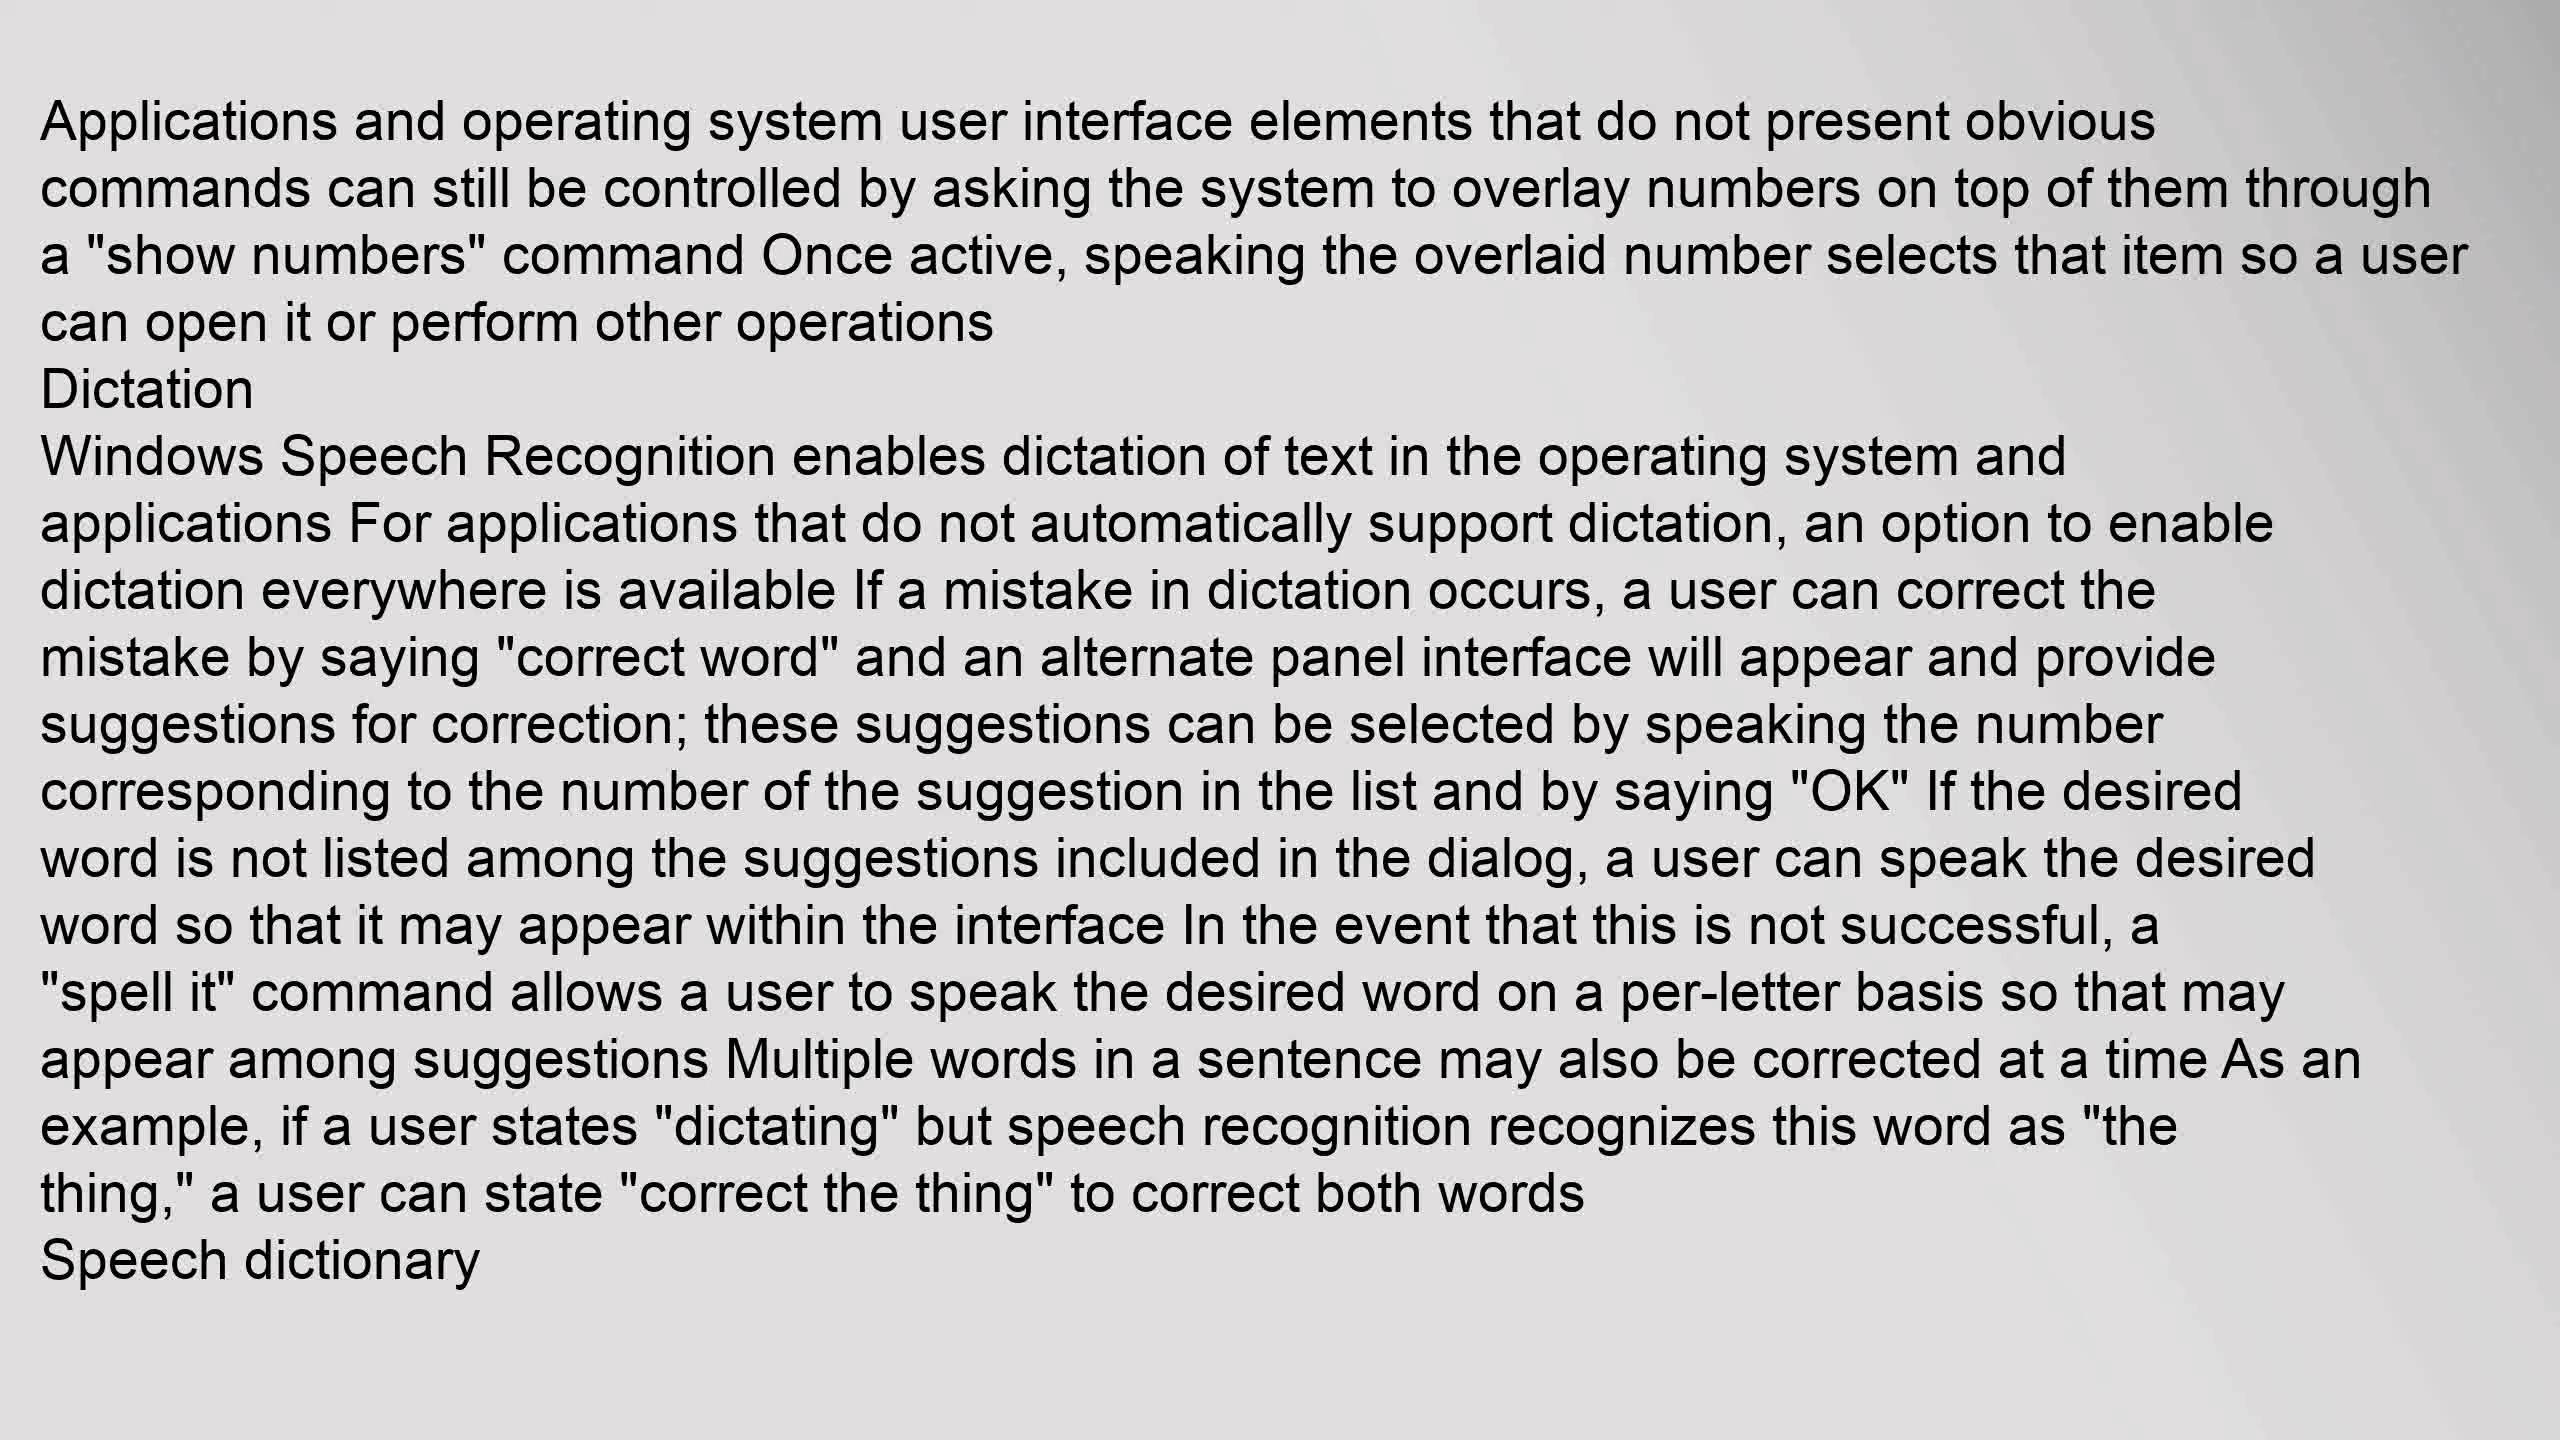 Applications and operating system user interface elements that do not present obvious
commands can still be controlled by asking the system to overlay numbers on top of them through
a "show numbers" command Once active, speaking the overlaid number selects that item so a user
can open it or perform other operations
Dictation
Windows Speech Recognition enables dictation of text in the operating system and
applications For applications that do not automatically support dictation, an option to enable
dictation everywhere is available If a mistake in dictation occurs, a user can correct the
mistake by saying "correct word" and an alternate panel interface will appear and provide
suggestions for correction; these suggestions can be selected by speaking the number
corresponding to the number of the suggestion in the list and by saying "OK" If the desired
word is not listed among the suggestions included in the dialog, a user can speak the desired
word so that it may appear within the interface In the event that this is not successful, a
"spell it" command allows a user to speak the desired word on a per-letter basis so that may
appear among suggestions Multiple words in a sentence may also be corrected at a time As an
example, if a user states "dictating" but speech recognition recognizes this word as "the
thing," a user can state "correct the thing" to correct both words
Speech dictionary